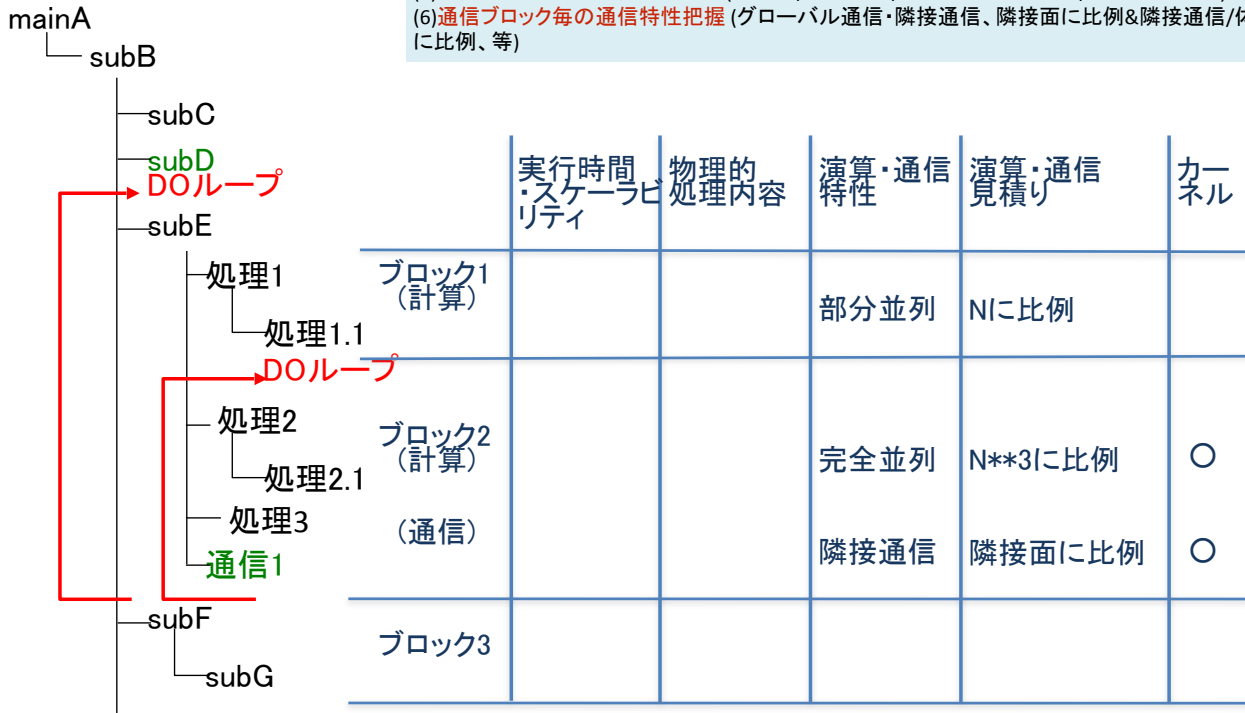 (6)通信ブロック毎の通信特性把握 (グローバル通信・隣接通信、隣接面に比例&隣接通信/
に比例、等)
mainA
subB
subC
subD
DOループ
subE
処理1
処理1.1
DOループ
処理2
処理2.1
処理3
通信1
subF
subG
実行時間
・スケーラビ
リティ
物理的
処理内容
演算・通信
特性
演算・通信
見積り
カー
ネル
ブロック1
(計算)
部分並列
Nに比例
ブロック2
(計算)
完全並列
N**3に比例
○
(通信)
隣接通信
隣接面に比例
○
ブロック3